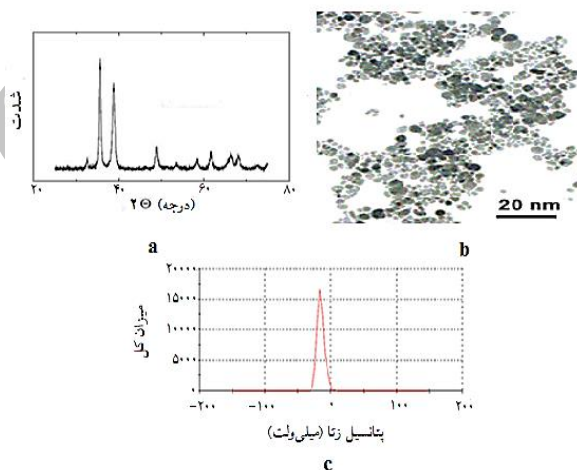 شدت
۲۰ ۴۰ ۶۰ ۸۰
۲Θ (درجه)
a
20 nm
b
میزان کل
۲۰۰۰۰
۱۵۰۰۰
۱۰۰۰۰
۵۰۰۰
۰
-۲۰۰ -۱۰۰ ۰ ۱۰۰ ۲۰۰
پتانسیل زتا (میلی‌ولت)
c